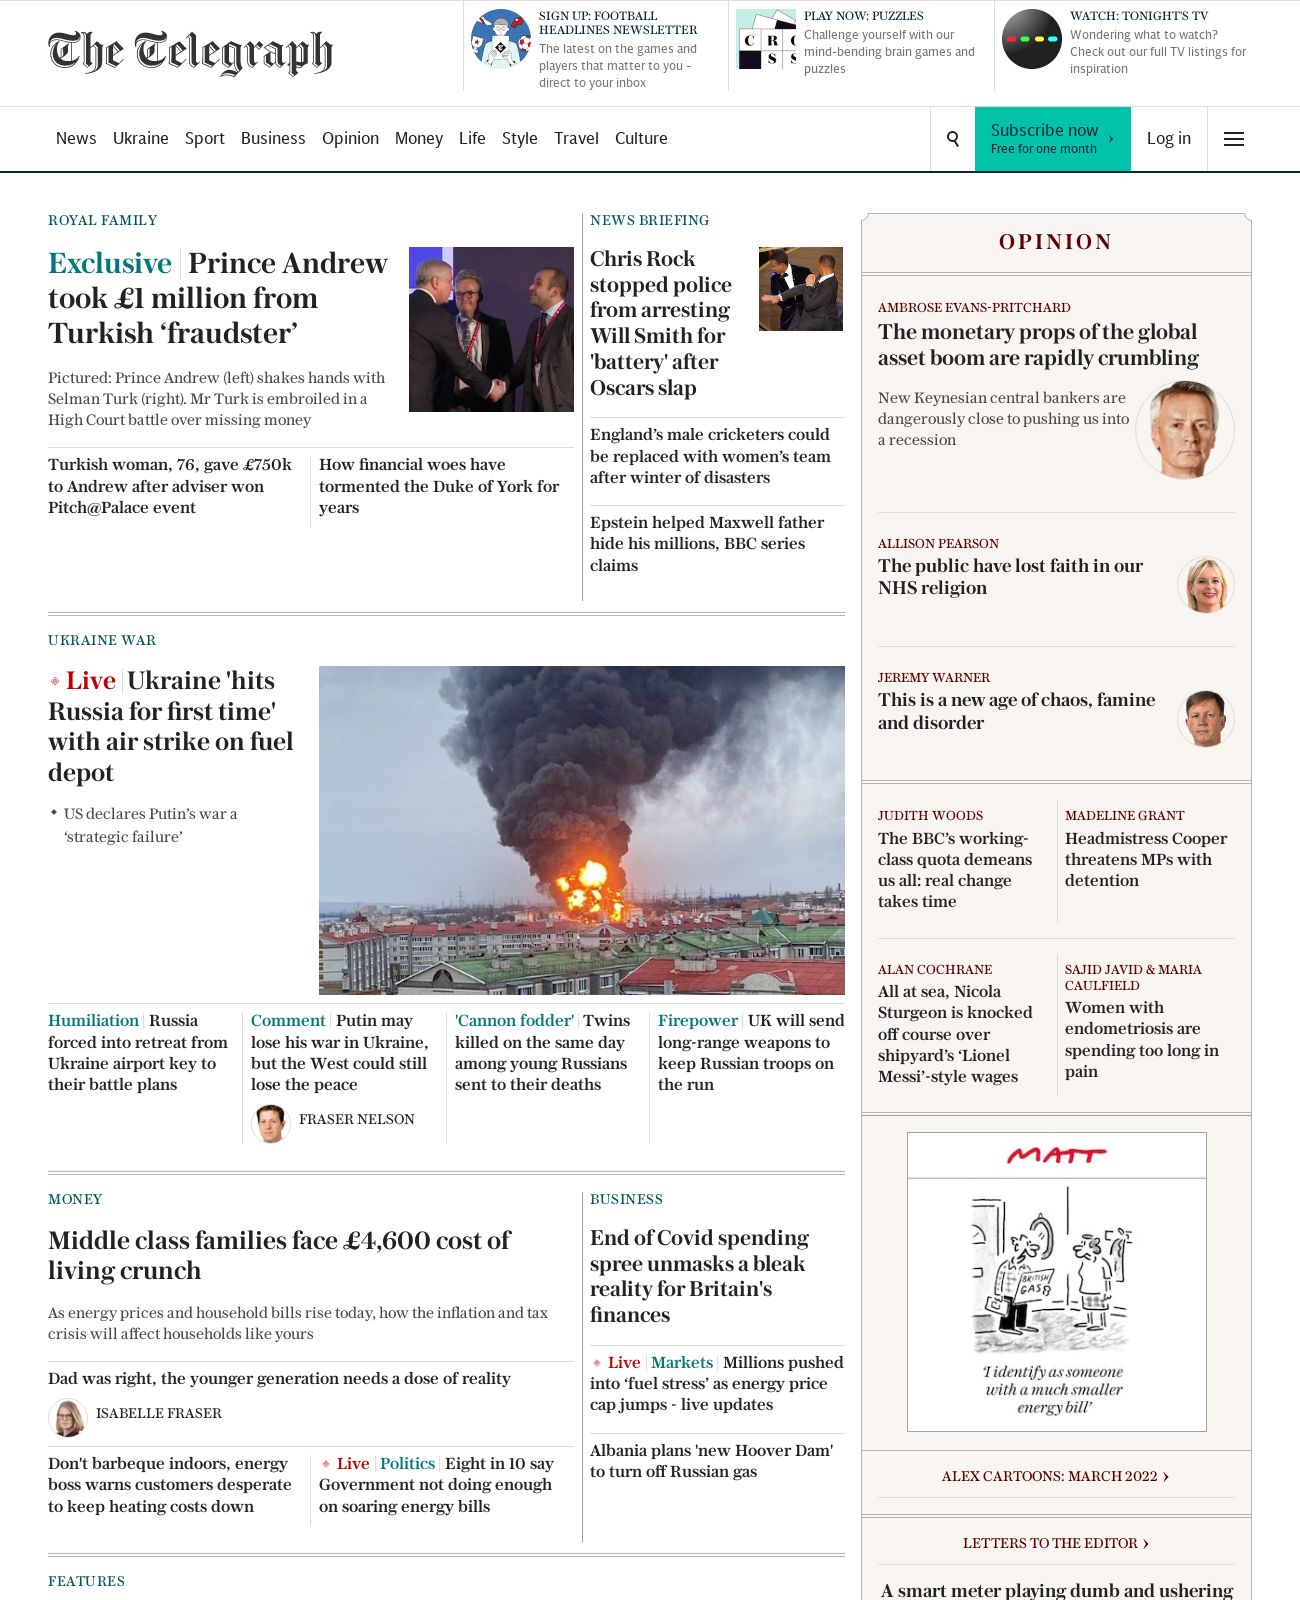 The Telegraph
SIGN UP: FOOTBALL
HEADLINES NEWSLETTER
The latest on the games and
players that matter to you -
direct to your inbox
CRO
SS
PLAY NOW: PUZZLES
Challenge yourself with our
mind-bending brain games and
puzzles
WATCH: TONIGHT'S TV
Wondering what to watch?
Check out our full TV listings for
inspiration
News Ukraine Sport Business Opinion Money Life Style Travel Culture
Subscribe now ›
Free for one month
Log in
ROYAL FAMILY
Exclusive | Prince Andrew
took £1 million from
Turkish ‘fraudster’
Pictured: Prince Andrew (left) shakes hands with
Selman Turk (right). Mr Turk is embroiled in a
High Court battle over missing money
Turkish woman, 76, gave £750k
to Andrew after adviser won
Pitch@Palace event
How financial woes have
tormented the Duke of York for
years
NEWS BRIEFING
Chris Rock
stopped police
from arresting
Will Smith for
'battery' after
Oscars slap
England’s male cricketers could
be replaced with women’s team
after winter of disasters
Epstein helped Maxwell father
hide his millions, BBC series
claims
UKRAINE WAR
Live | Ukraine 'hits
Russia for first time'
with air strike on fuel
depot
US declares Putin’s war a
‘strategic failure’
Humiliation | Russia
forced into retreat from
Ukraine airport key to
their battle plans
Comment | Putin may
lose his war in Ukraine,
but the West could still
lose the peace
FRASER NELSON
'Cannon fodder' | Twins
killed on the same day
among young Russians
sent to their deaths
Firepower | UK will send
long-range weapons to
keep Russian troops on
the run
MONEY
Middle class families face £4,600 cost of
living crunch
As energy prices and household bills rise today, how the inflation and tax
crisis will affect households like yours
Dad was right, the younger generation needs a dose of reality
ISABELLE FRASER
Don't barbeque indoors, energy
boss warns customers desperate
to keep heating costs down
Live | Politics | Eight in 10 say
Government not doing enough
on soaring energy bills
BUSINESS
End of Covid spending
spree unmasks a bleak
reality for Britain's
finances
Live | Markets | Millions pushed
into ‘fuel stress’ as energy price
cap jumps - live updates
Albania plans 'new Hoover Dam'
to turn off Russian gas
FEATURES
OPINION
AMBROSE EVANS-PRITCHARD
The monetary props of the global
asset boom are rapidly crumbling
New Keynesian central bankers are
dangerously close to pushing us into
a recession
ALLISON PEARSON
The public have lost faith in our
NHS religion
JEREMY WARNER
This is a new age of chaos, famine
and disorder
JUDITH WOODS
The BBC’s working-
class quota demeans
us all: real change
takes time
MADELINE GRANT
Headmistress Cooper
threatens MPs with
detention
ALAN COCHRANE
All at sea, Nicola
Sturgeon is knocked
off course over
shipyard’s ‘Lionel
Messi’-style wages
SAJID JAVID & MARIA
CAULFIELD
Women with
endometriosis are
spending too long in
pain
MATT
BRITISH
GAS
‘I identify as someone
with a much smaller
energy bill’
ALEX CARTOONS: MARCH 2022 ›
LETTERS TO THE EDITOR ›
A smart meter playing dumb and ushering